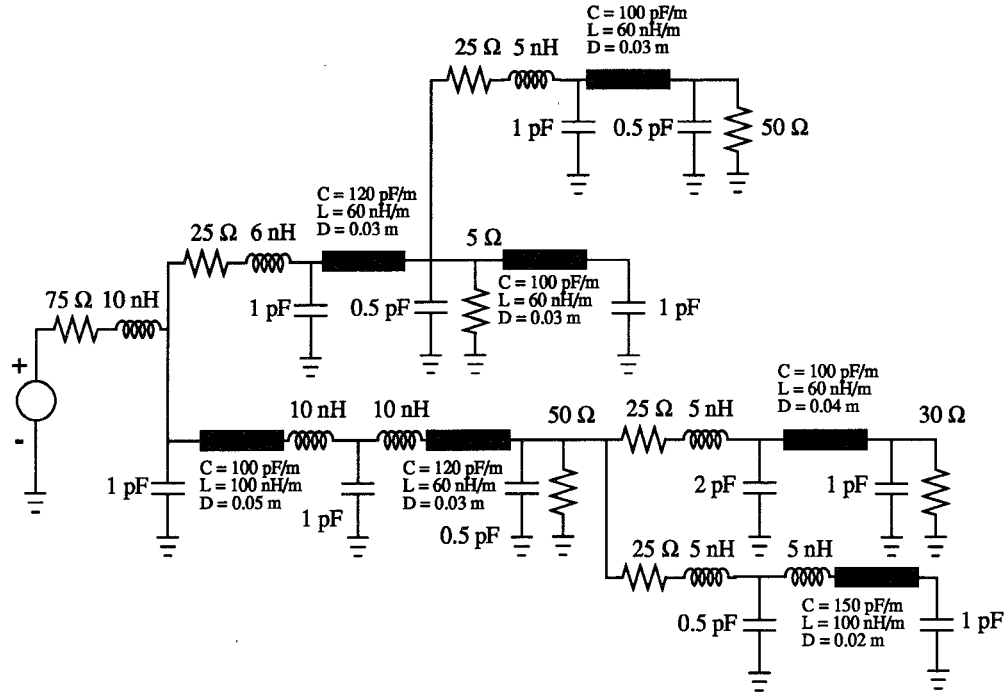 C = 100 pF/m
L = 60 nH/m
D = 0.03 m
25 Ω 5 nH
1 pF
0.5 pF
50 Ω
C = 120 pF/m
L = 60 nH/m
D = 0.03 m
25 Ω 6 nH
5 Ω
C = 100 pF/m
L = 60 nH/m
D = 0.03 m
1 pF
0.5 pF
1 pF
75 Ω 10 nH
+
-
10 nH
10 nH
50 Ω
25 Ω
5 nH
C = 100 pF/m
L = 60 nH/m
D = 0.04 m
30 Ω
1 pF
C = 100 pF/m
L = 100 nH/m
D = 0.05 m
1 pF
C = 120 pF/m
L = 60 nH/m
D = 0.03 m
0.5 pF
2 pF
1 pF
25 Ω 5 nH
5 nH
0.5 pF
C = 150 pF/m
L = 100 nH/m
D = 0.02 m
1 pF